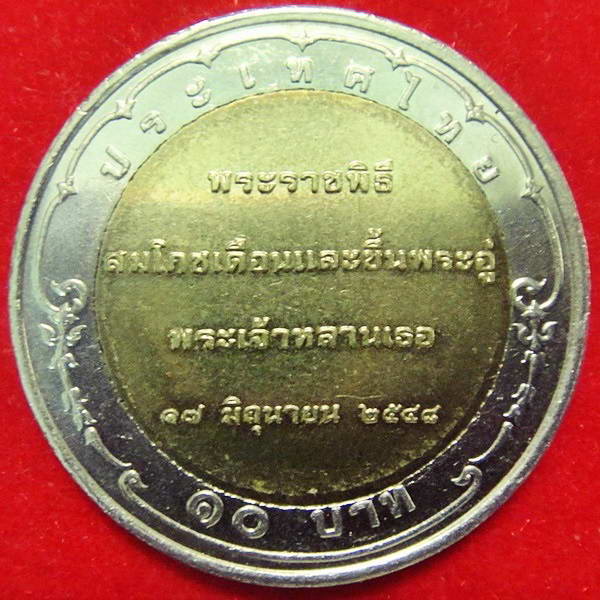 ประเทศไทย
พระราชพิธี
สมโภชเดือนและขึ้นพระอู่
พระเจ้าหลานเธอ
๑๗ มิถุนายน ๒๕๔๘
๑๐ บาท